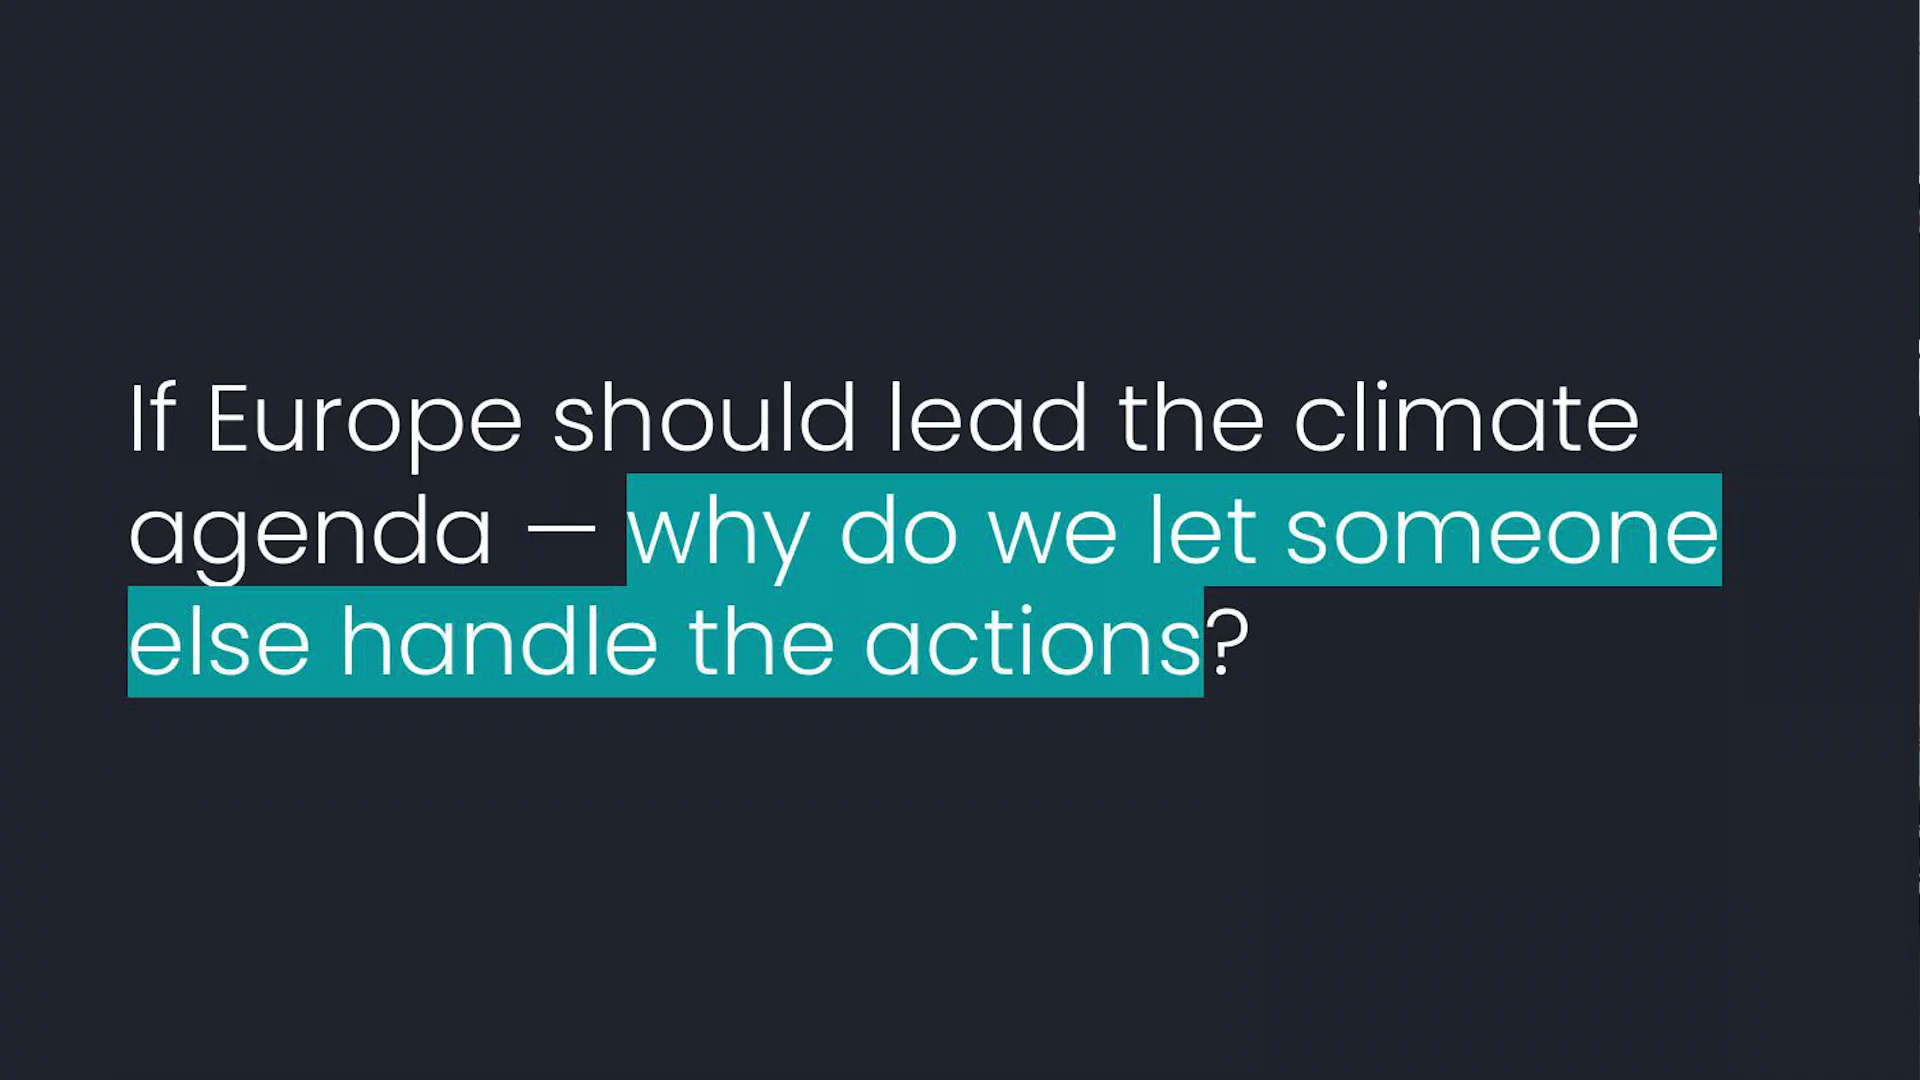 If Europe should lead the climate
agenda — why do we let someone
else handle the actions?